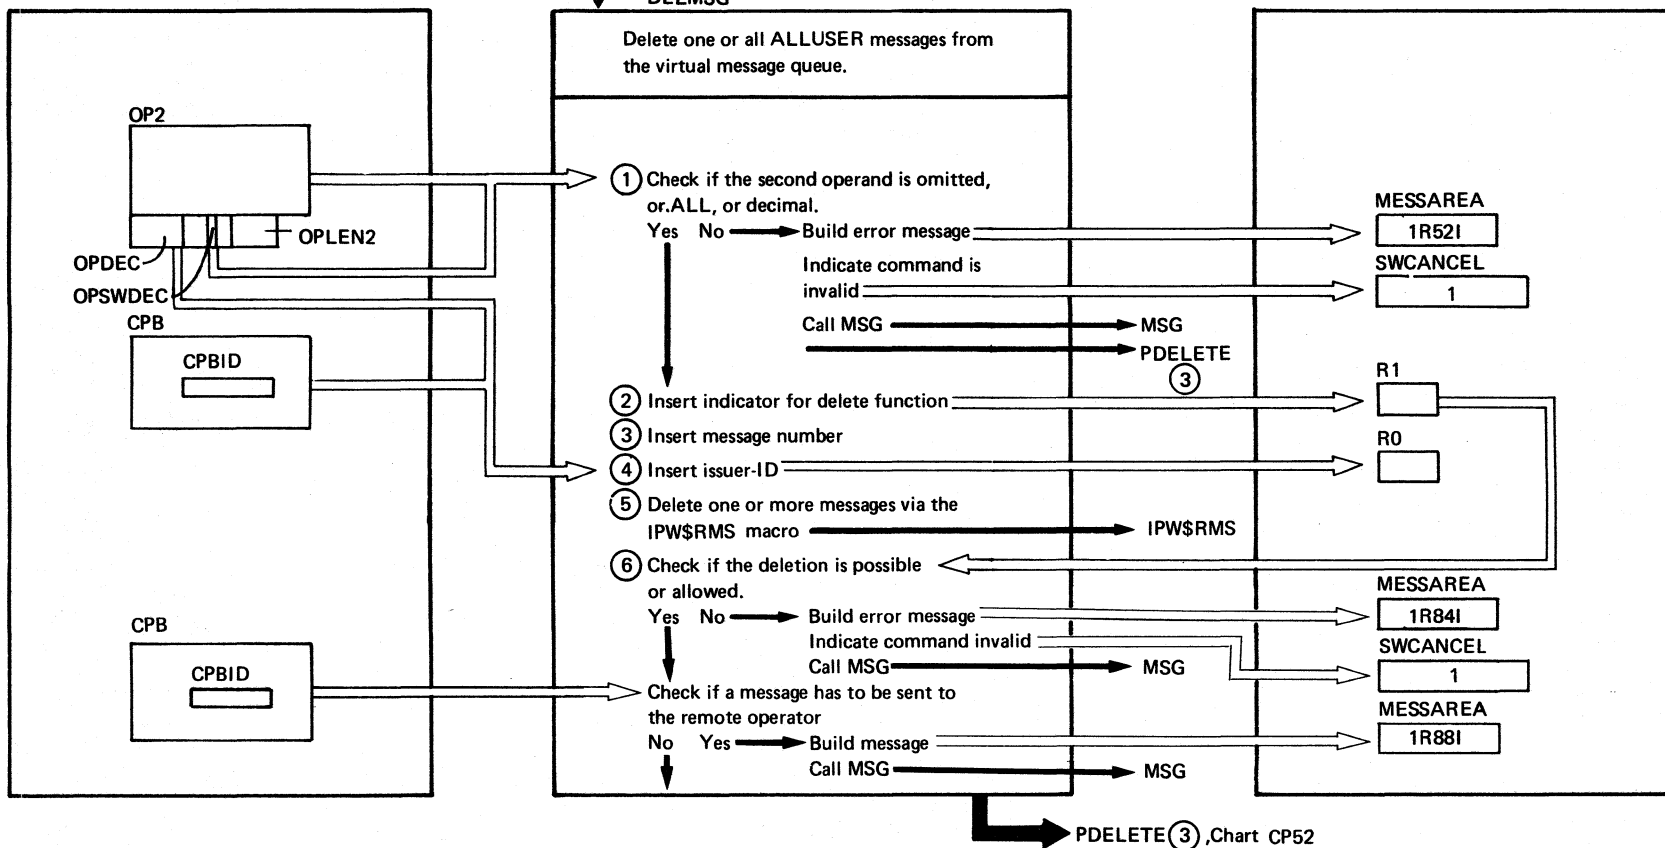 DELMSG
Delete one or all ALLUSER messages from
the virtual message queue.
OP2
OPLEN2
OPDEC
OPSWDEC
CPB
CPBID
CPB
CPBID
1 Check if the second operand is omitted,
or.ALL, or decimal.
Yes No Build error message
Indicate command is
invalid
Call MSG MSG
PDELETE
3
2 Insert indicator for delete function
3 Insert message number
4 Insert issuer-ID
5 Delete one or more messages via the
IPW$RMS macro IPW$RMS
6 Check if the deletion is possible
or allowed.
Yes No Build error message
Indicate command invalid
Call MSG MSG
Check if a message has to be sent to
the remote operator
No Yes Build message
Call MSG MSG
MESSAREA
1R52I
SWCANCEL
1
R1
R0
MESSAREA
1R84I
SWCANCEL
1
MESSAREA
1R88I
PDELETE 3 ,Chart CP52